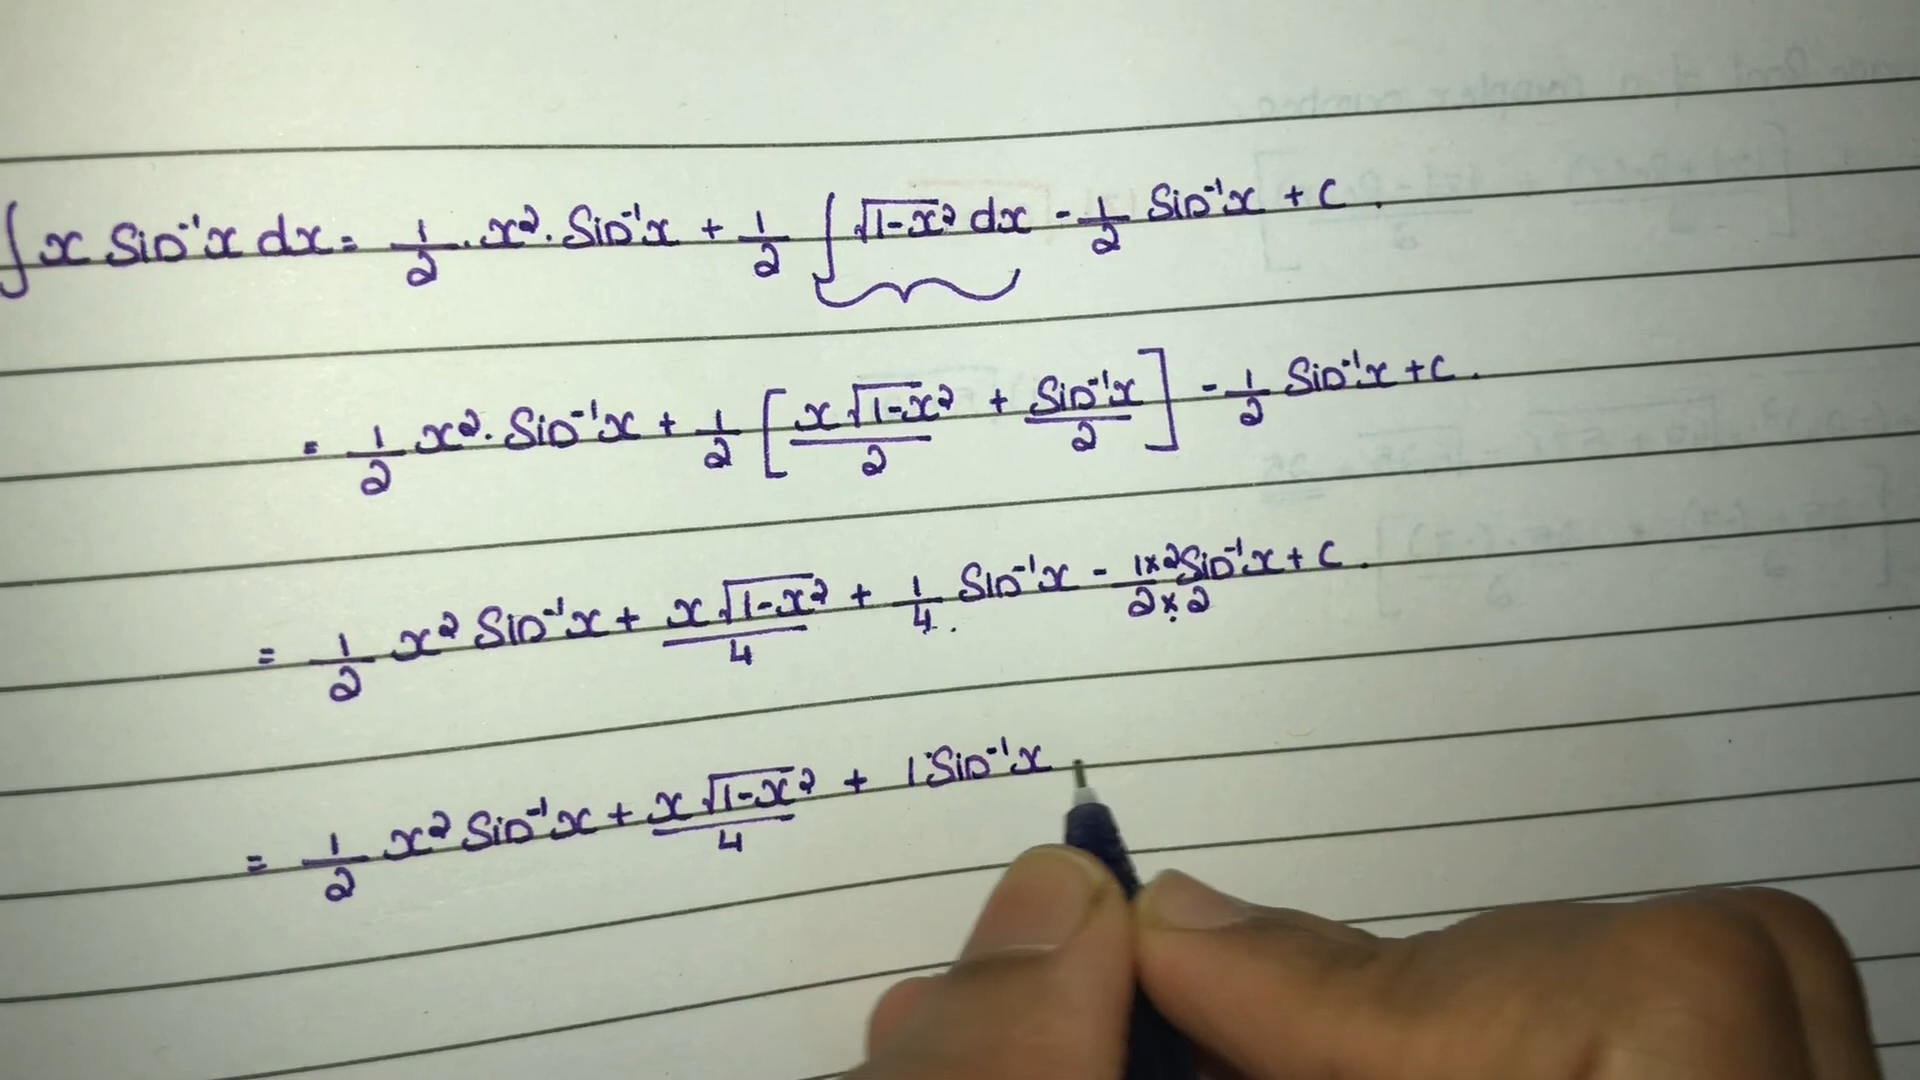 ∫ x Sin⁻¹x dx = 1/2 . x² . Sin⁻¹x + 1/2 ∫ √(1-x²) dx - 1/2 Sin⁻¹x + C .
= 1/2 x² . Sin⁻¹x + 1/2 [ x√(1-x²)/2 + Sin⁻¹x/2 ] - 1/2 Sin⁻¹x + C .
= 1/2 x² Sin⁻¹x + x√(1-x²)/4 + 1/4 Sin⁻¹x - 1×2/2×2 Sin⁻¹x + C .
= 1/2 x² Sin⁻¹x + x√(1-x²)/4 + 1 Sin⁻¹x